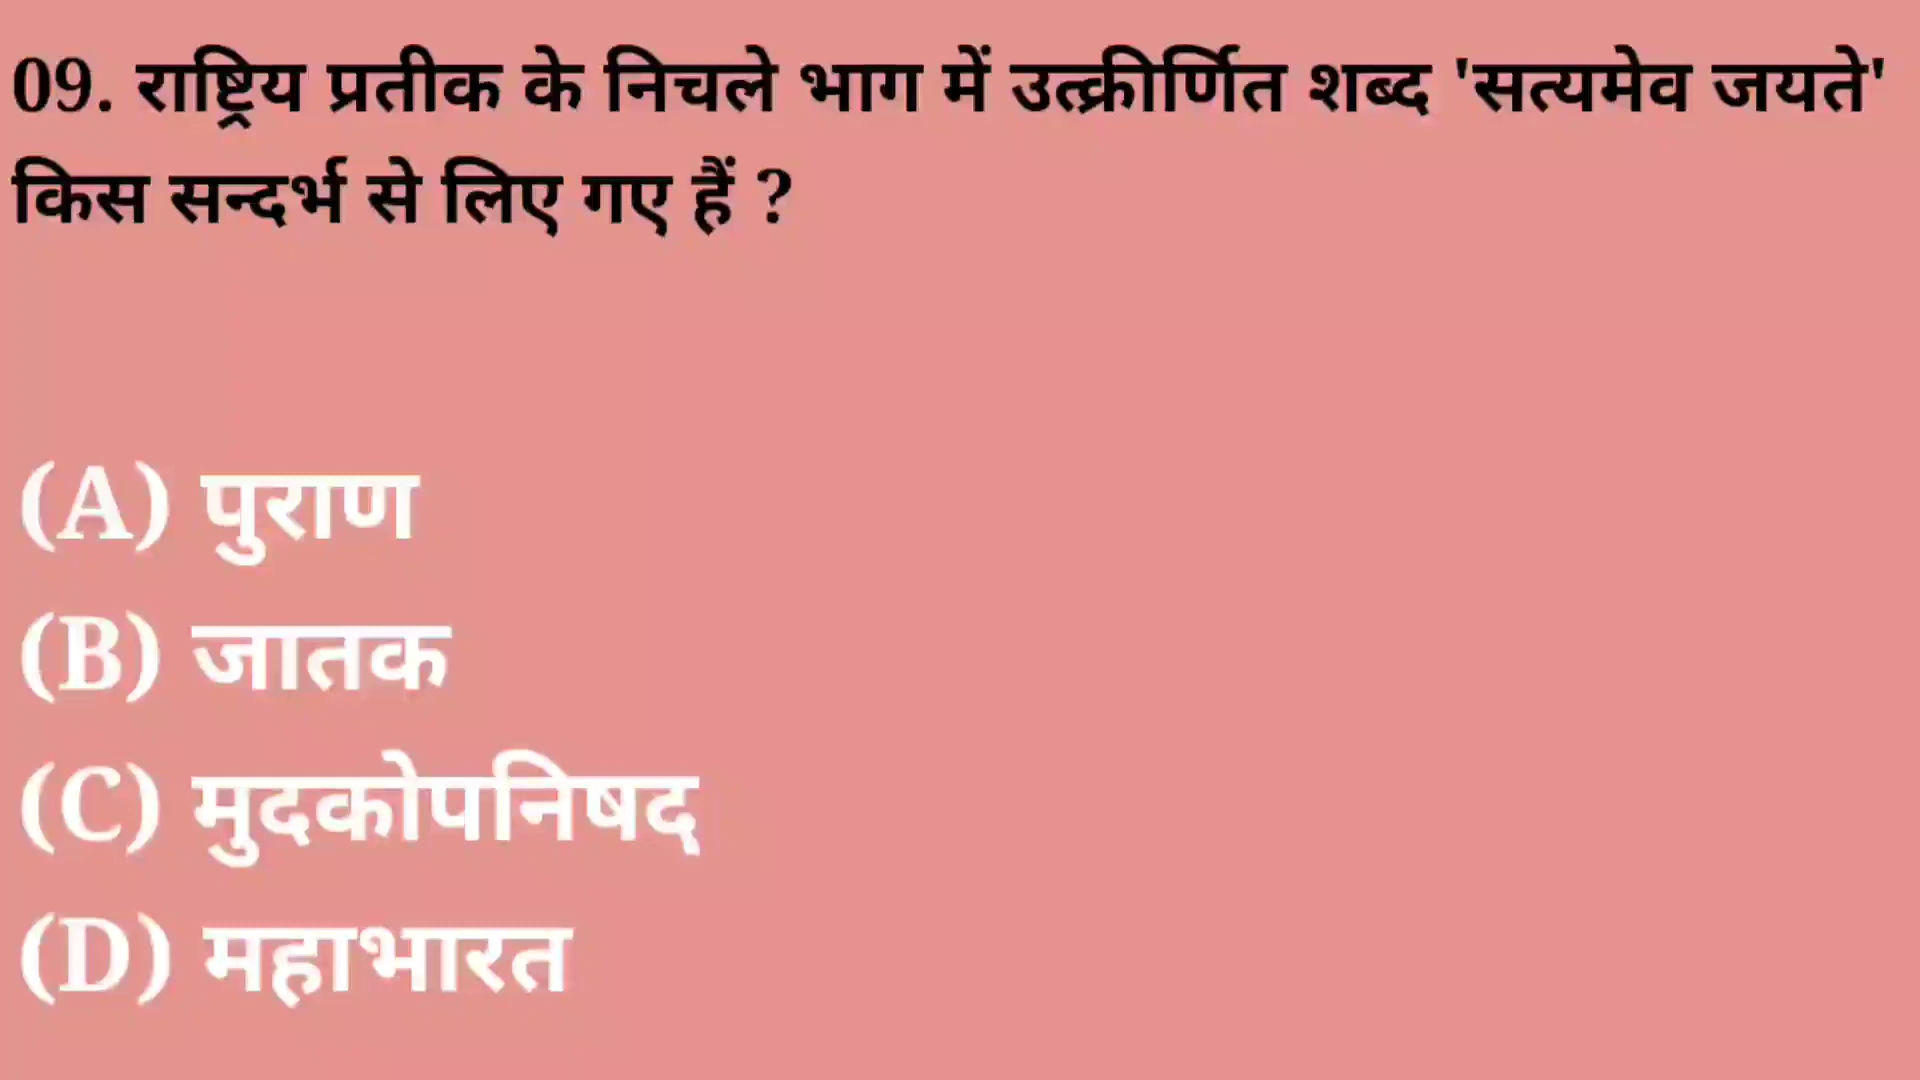 09. राष्ट्रिय प्रतीक के निचले भाग में उत्क्रीर्णित शब्द 'सत्यमेव जयते'
किस सन्दर्भ से लिए गए हैं ?
(A) पुराण
(B) जातक
(C) मुदकोपनिषद
(D) महाभारत